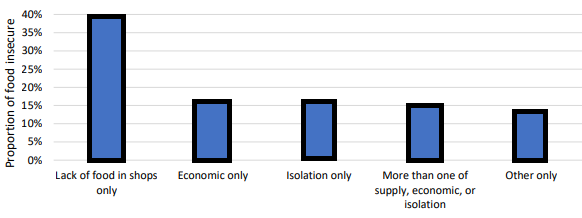 Proportion of food insecure
40%
35%
30%
25%
20%
15%
10%
5%
0%
Lack of food in shops
only
Economic only
Isolation only
More than one of
supply, economic, or
isolation
Other only